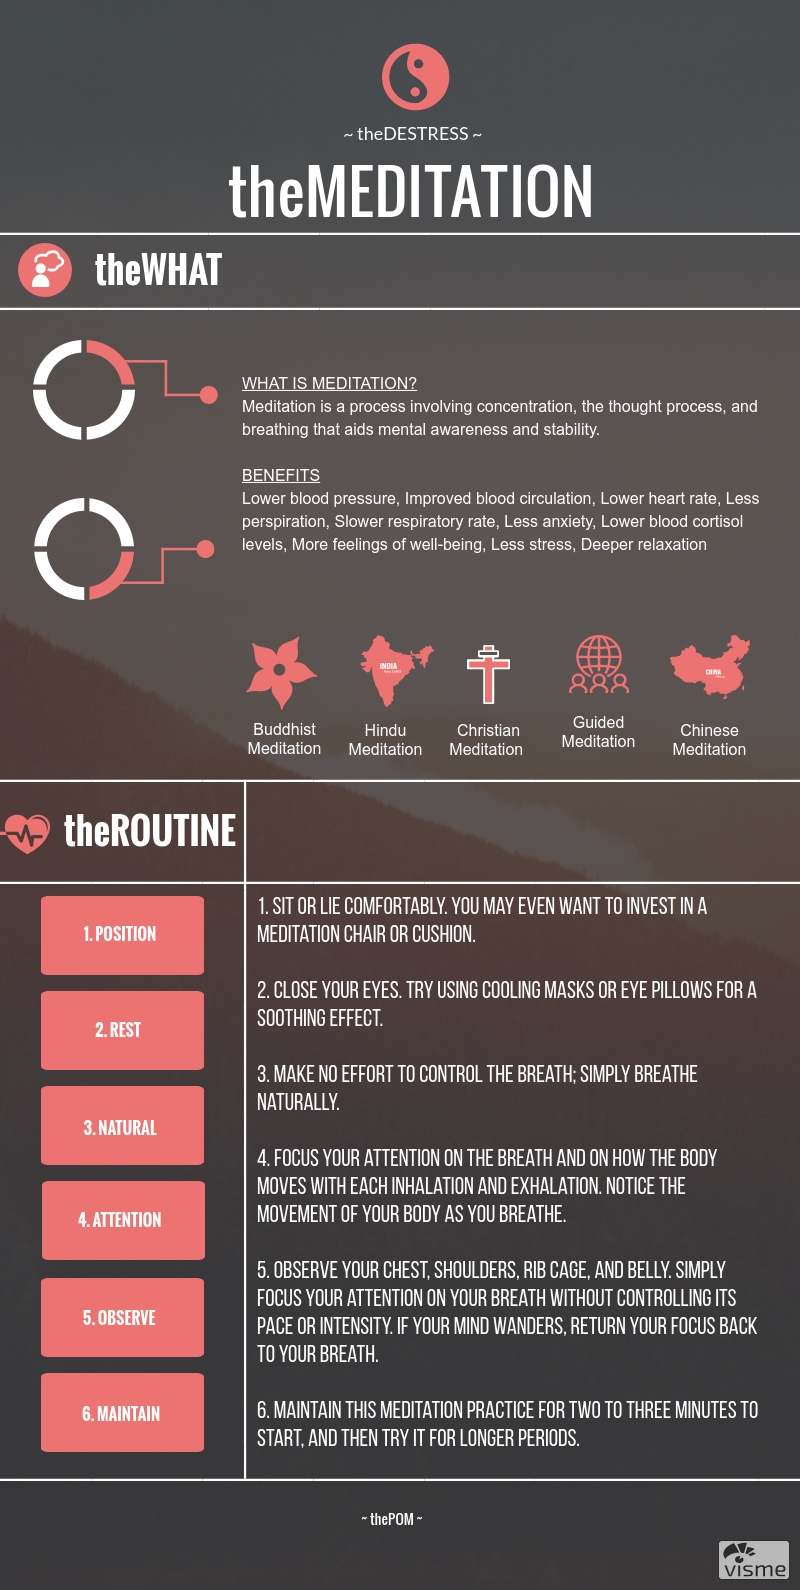 ~ theDESTRESS ~
theMEDITATION
theWHAT
WHAT IS MEDITATION?
Meditation is a process involving concentration, the thought process, and
breathing that aids mental awareness and stability.
BENEFITS
Lower blood pressure, Improved blood circulation, Lower heart rate, Less
perspiration, Slower respiratory rate, Less anxiety, Lower blood cortisol
levels, More feelings of well-being, Less stress, Deeper relaxation
INDIA
New Delhi
CHINA
Buddhist
Meditation
Hindu
Meditation
Christian
Meditation
Guided
Meditation
Chinese
Meditation
theROUTINE
1. POSITION
2. REST
3. NATURAL
4. ATTENTION
5. OBSERVE
6. MAINTAIN
1. SIT OR LIE COMFORTABLY. YOU MAY EVEN WANT TO INVEST IN A
MEDITATION CHAIR OR CUSHION.
2. CLOSE YOUR EYES. TRY USING COOLING MASKS OR EYE PILLOWS FOR A
SOOTHING EFFECT.
3. MAKE NO EFFORT TO CONTROL THE BREATH; SIMPLY BREATHE
NATURALLY.
4. FOCUS YOUR ATTENTION ON THE BREATH AND ON HOW THE BODY
MOVES WITH EACH INHALATION AND EXHALATION. NOTICE THE
MOVEMENT OF YOUR BODY AS YOU BREATHE.
5. OBSERVE YOUR CHEST, SHOULDERS, RIB CAGE, AND BELLY. SIMPLY
FOCUS YOUR ATTENTION ON YOUR BREATH WITHOUT CONTROLLING ITS
PACE OR INTENSITY. IF YOUR MIND WANDERS, RETURN YOUR FOCUS BACK
TO YOUR BREATH.
6. MAINTAIN THIS MEDITATION PRACTICE FOR TWO TO THREE MINUTES TO
START, AND THEN TRY IT FOR LONGER PERIODS.
~ thePOM ~
visme